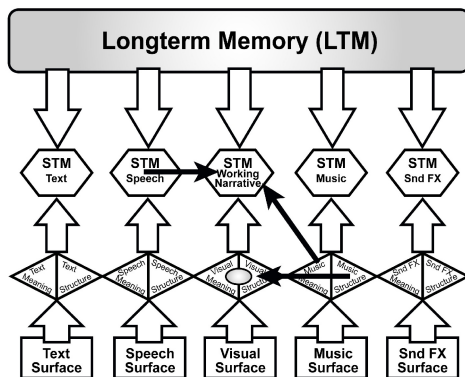 Longterm Memory (LTM)
STM
Text
STM
Speech
STM
Working
Narrative
STM
Music
STM
Snd FX
Text
Meaning
Text
Structure
Speech
Meaning
Speech
Structure
Visual
Meaning
Visual
Structure
Music
Meaning
Music
Structure
Snd FX
Meaning
Snd FX
Structure
Text
Surface
Speech
Surface
Visual
Surface
Music
Surface
Snd FX
Surface